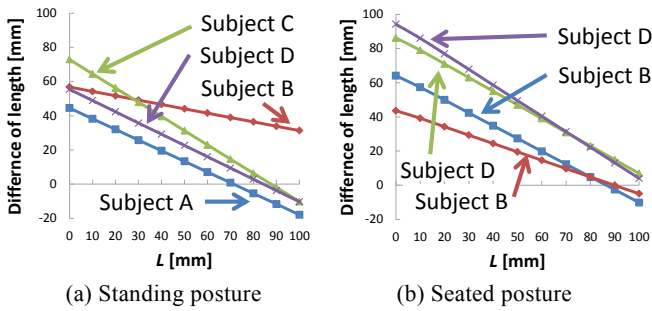 Differnce of length [mm]
100
80
60
40
20
0
-20
Subject C
Subject D
Subject B
Subject A
0 10 20 30 40 50 60 70 80 90 100
L [mm]
(a) Standing posture
Differnce of length [mm]
100
80
60
40
20
0
-20
Subject D
Subject B
Subject D
Subject B
0 10 20 30 40 50 60 70 80 90 100
L [mm]
(b) Seated posture